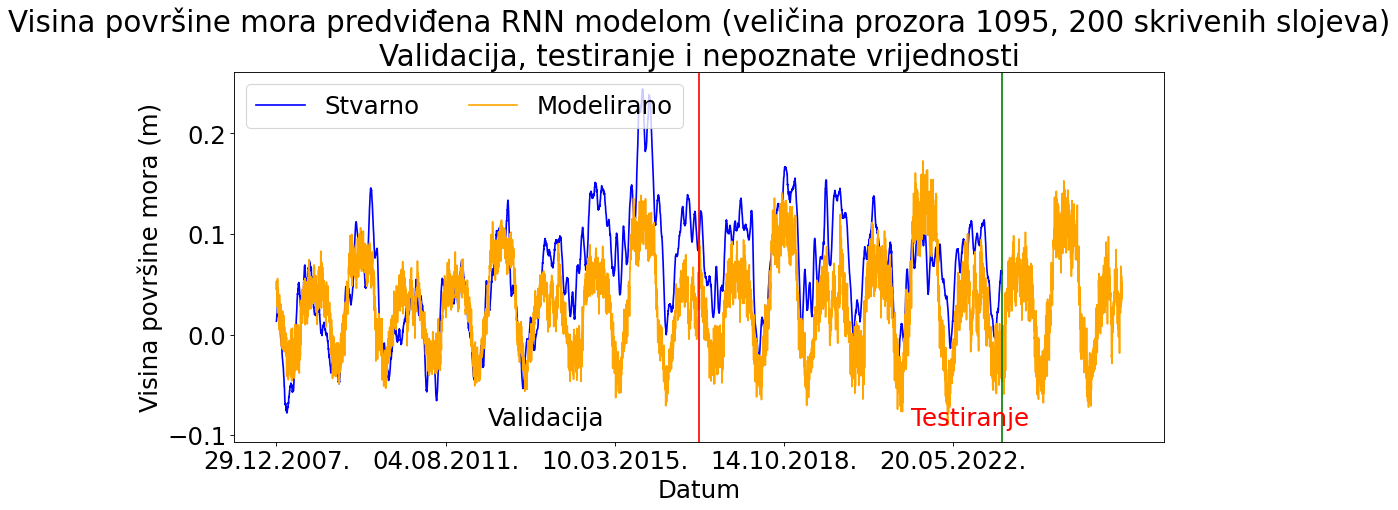 Visina površine mora predviđena RNN modelom (veličina prozora 1095, 200 skrivenih slojeva)
Validacija, testiranje i nepoznate vrijednosti
Stvarno Modelirano
Visina površine mora (m)
0.2
0.1
0.0
−0.1
Validacija Testiranje
29.12.2007. 04.08.2011. 10.03.2015. 14.10.2018. 20.05.2022.
Datum